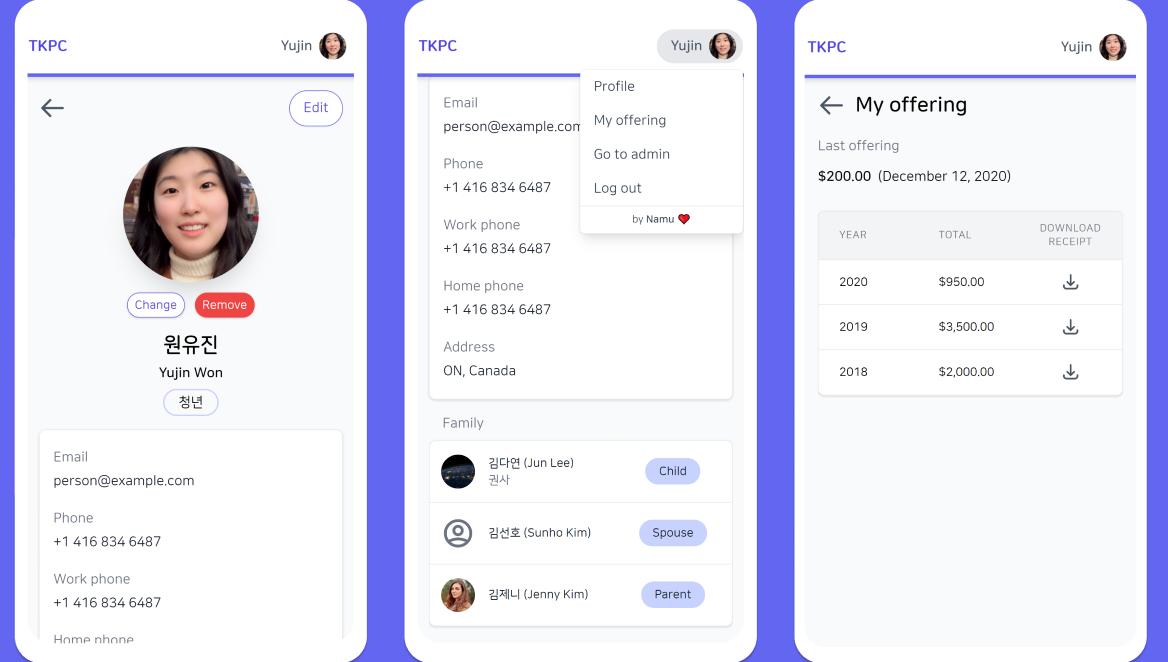 TKPC
Yujin
Edit
Change
Remove
원유진
Yujin Won
청년
Email
person@example.com
Phone
+1 416 834 6487
Work phone
+1 416 834 6487
Home phone
TKPC
Yujin
Profile
My offering
Go to admin
Log out
by Namu ❤
Email
person@example.com
Phone
+1 416 834 6487
Work phone
+1 416 834 6487
Home phone
+1 416 834 6487
Address
ON, Canada
Family
김다연 (Jun Lee)
권사
Child
김선호 (Sunho Kim)
Spouse
김제니 (Jenny Kim)
Parent
TKPC
Yujin
My offering
Last offering
$200.00 (December 12, 2020)
YEAR TOTAL DOWNLOAD
RECEIPT
2020 $950.00
2019 $3,500.00
2018 $2,000.00